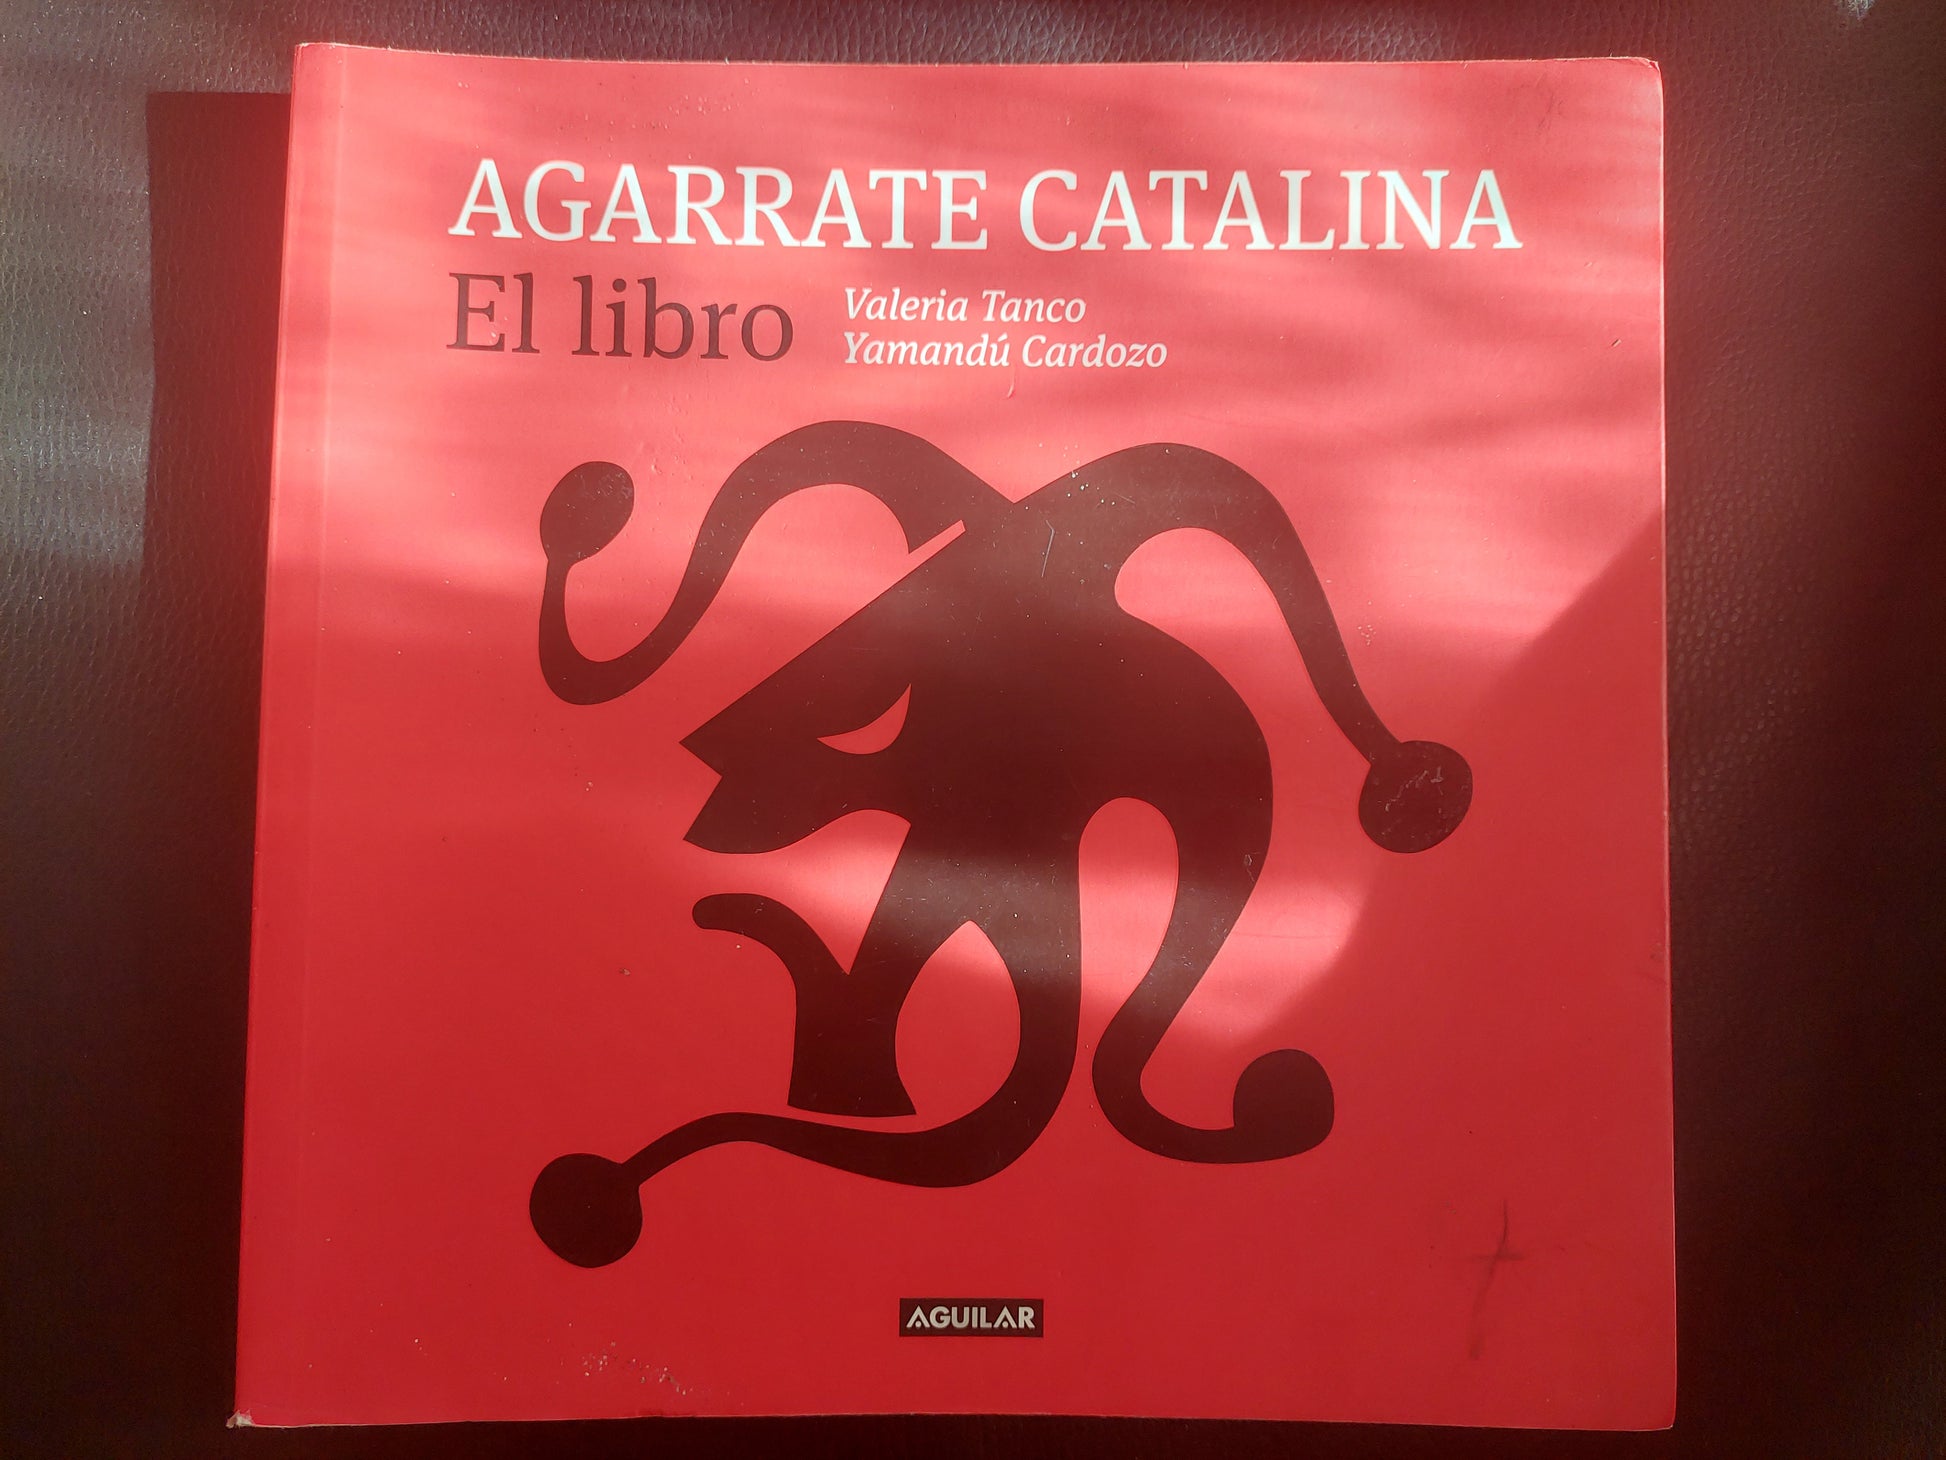 AGARRATE CATALINA
El libro
Valeria Tanco
Yamandú Cardozo
AGUILAR